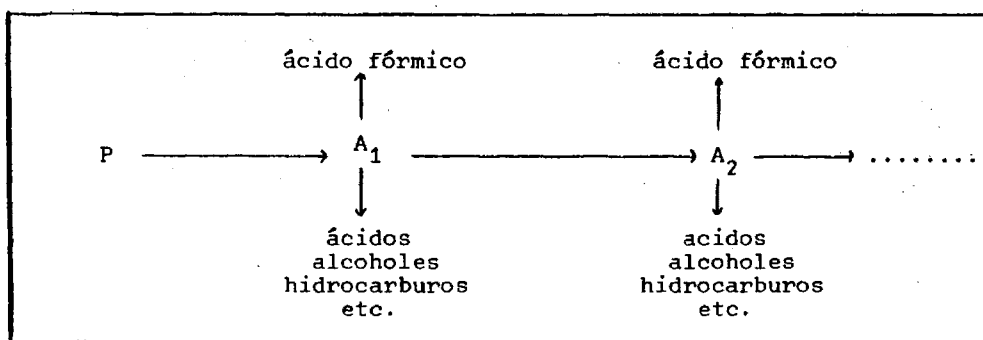 ácido fórmico ácido fórmico
P A1 A2 ........
ácidos acidos
alcoholes alcoholes
hidrocarburos hidrocarburos
etc. etc.